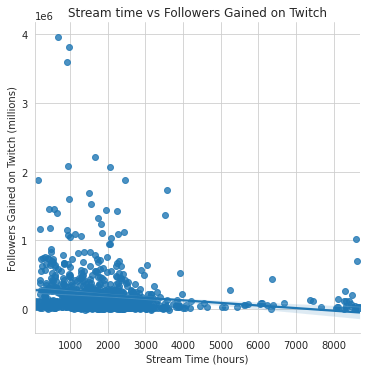 Stream time vs Followers Gained on Twitch
1e6
Followers Gained on Twitch (millions)
4
3
2
1
0
1000 2000 3000 4000 5000 6000 7000 8000
Stream Time (hours)